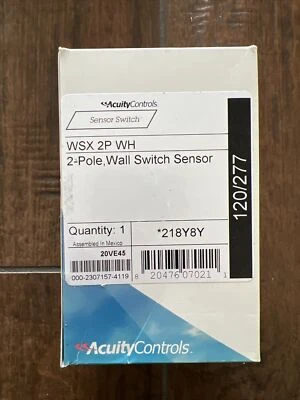 AcuityControls
Sensor Switch
WSX 2P WH
2-Pole,Wall Switch Sensor
120/277
Quantity: 1
*218Y8Y
Assembled In Mexico
20VE45
000-2307157-4119
8 20476 07021 1
AcuityControls.